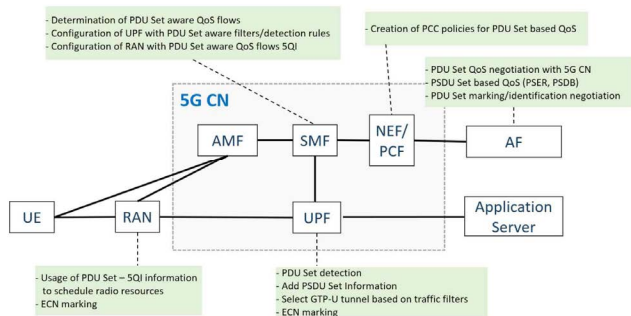 - Determination of PDU Set aware QoS flows
- Configuration of UPF with PDU Set aware filters/detection rules
- Configuration of RAN with PDU Set aware QoS flows 5QI
- Creation of PCC policies for PDU Set based QoS
- PDU Set QoS negotiation with 5G CN
- PSDU Set based QoS (PSER, PSDB)
- PDU Set marking/identification negotiation
5G CN
AMF
SMF
NEF/
PCF
AF
UE
RAN
UPF
Application
Server
- Usage of PDU Set – 5QI information
to schedule radio resources
- ECN marking
- PDU Set detection
- Add PSDU Set Information
- Select GTP-U tunnel based on traffic filters
- ECN marking